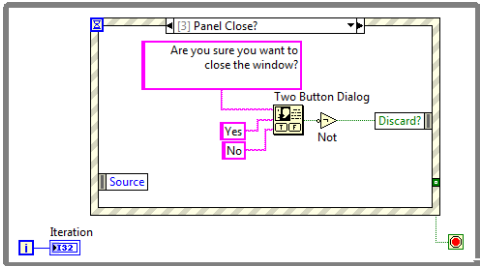 [3] Panel Close?
Are you sure you want to
close the window?
Two Button Dialog
T F
Yes
No
Not
Discard?
Source
Iteration
i
I32